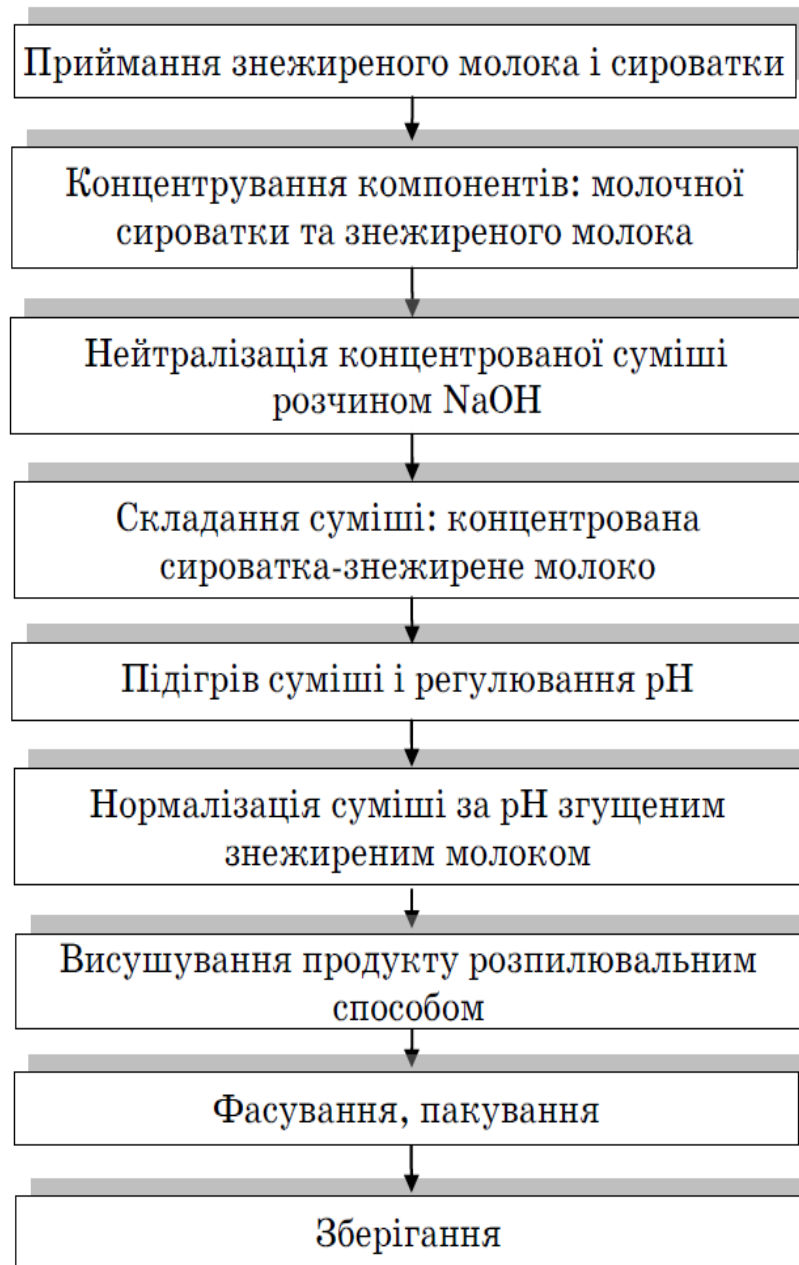 Приймання знежиреного молока і сироватки
Концентрування компонентів: молочної
сироватки та знежиреного молока
Нейтралізація концентрованої суміші
розчином NaOH
Складання суміші: концентрована
сироватка-знежирене молоко
Підігрів суміші і регулювання рН
Нормалізація суміші за рН згущеним
знежиреним молоком
Висушування продукту розпилювальним
способом
Фасування, пакування
Зберігання